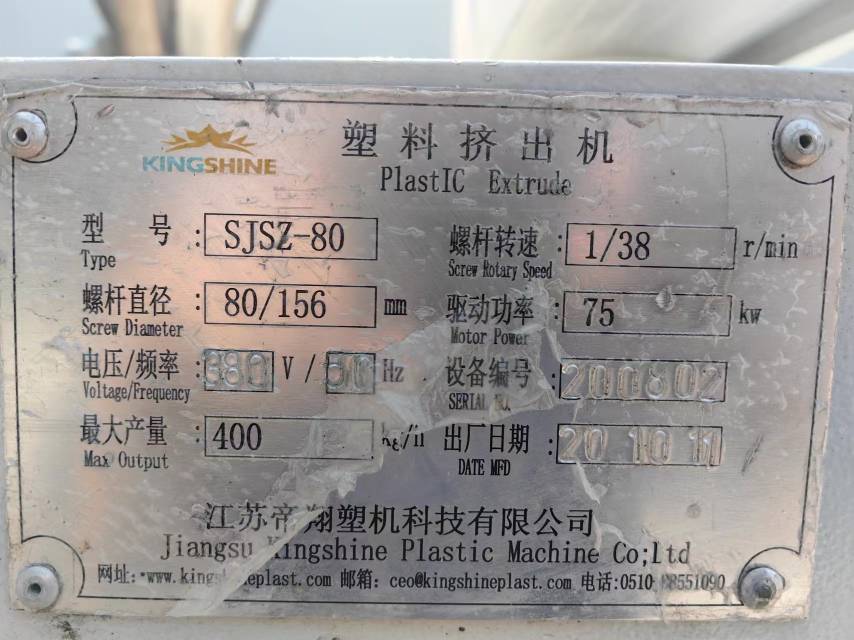 KINGSHINE
塑料挤出机
PlastIC Extrude
型 号 : SJSZ-80
Type
螺杆转速 : 1/38 r/min
Screw Rotary Speed
螺杆直径 : 80/156 mm
Screw Diameter
驱动功率 : 75 kw
Motor Power
电压/频率 : 380 V / 50 Hz
Voltage/Frequency
设备编号 : 200802
SERIAL NO.
最大产量 : 400 kg/h
Max Output
出厂日期 : 20 10 11
DATE MFD
江苏帝翔塑机科技有限公司
Jiangsu Kingshine Plastic Machine Co;ltd
网址:www.kingshineplast.com 邮箱: ceo@kingshineplast.com 电话:0510